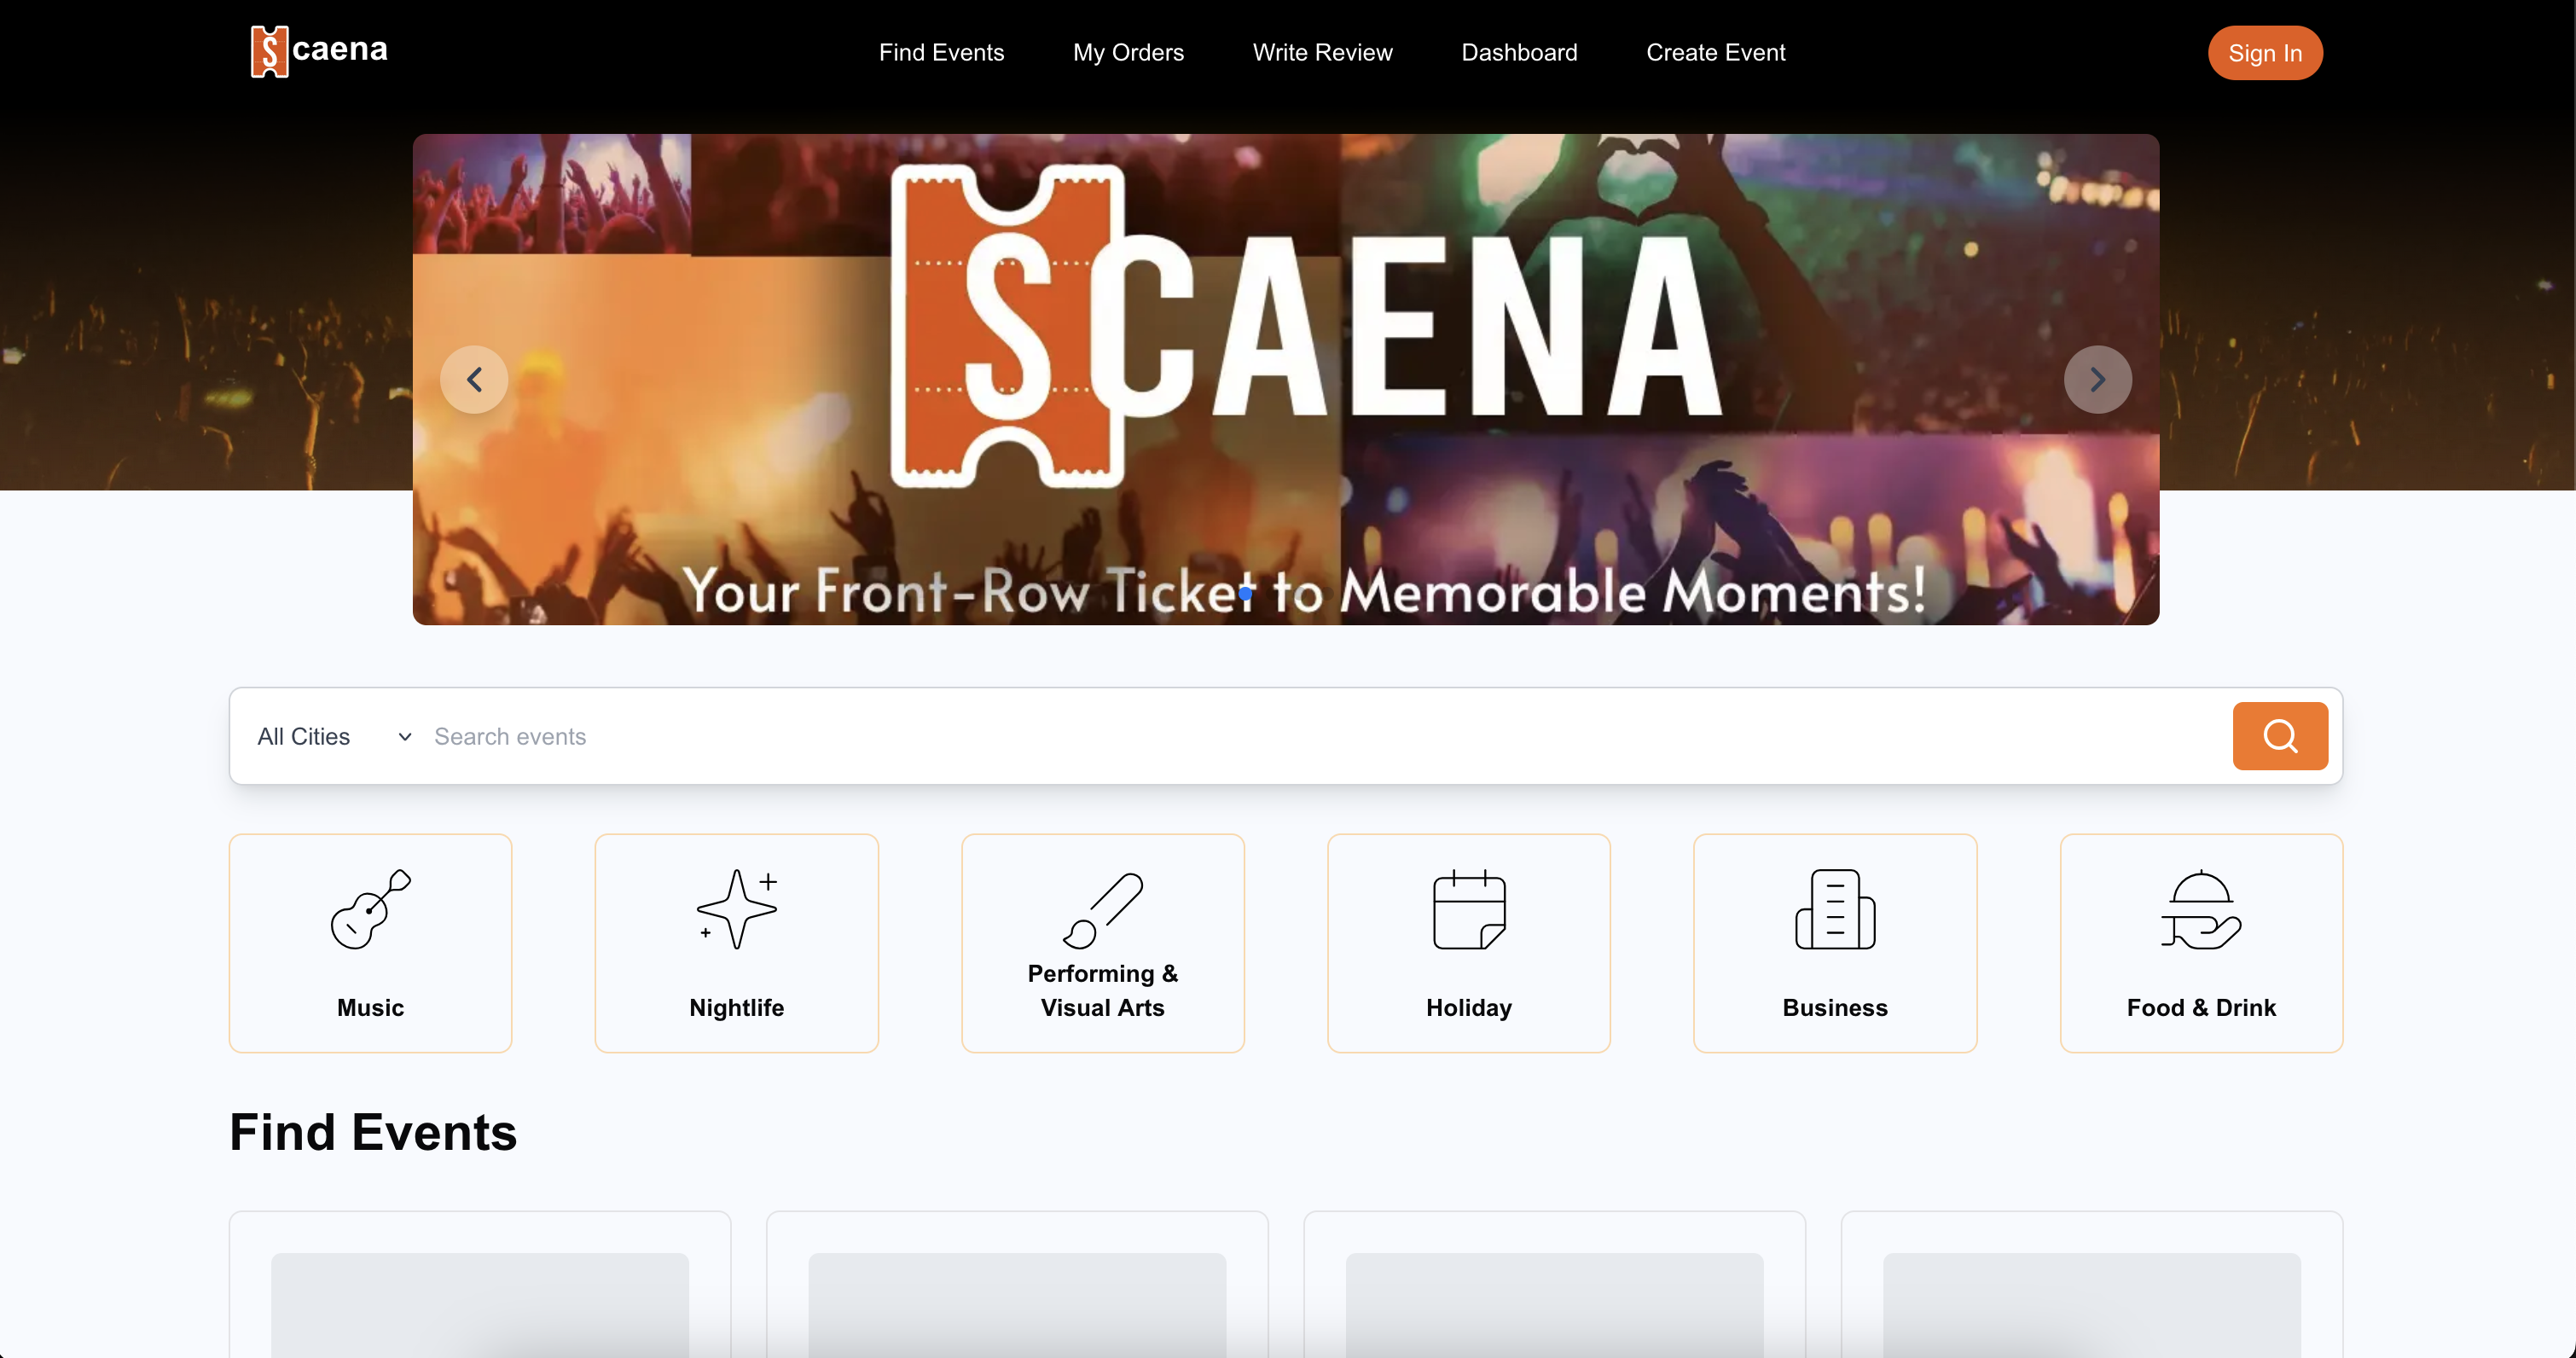 Scaena
Find Events
My Orders
Write Review
Dashboard
Create Event
Sign In
SCAENA
Your Front-Row Ticket to Memorable Moments!
All Cities
Search events
Music
Nightlife
Performing &
Visual Arts
Holiday
Business
Food & Drink
Find Events